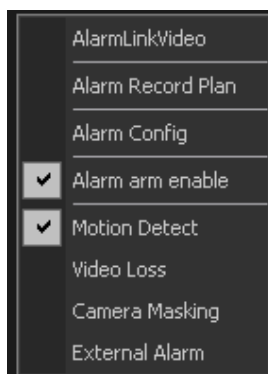 AlarmLinkVideo
Alarm Record Plan
Alarm Config
Alarm arm enable
Motion Detect
Video Loss
Camera Masking
External Alarm